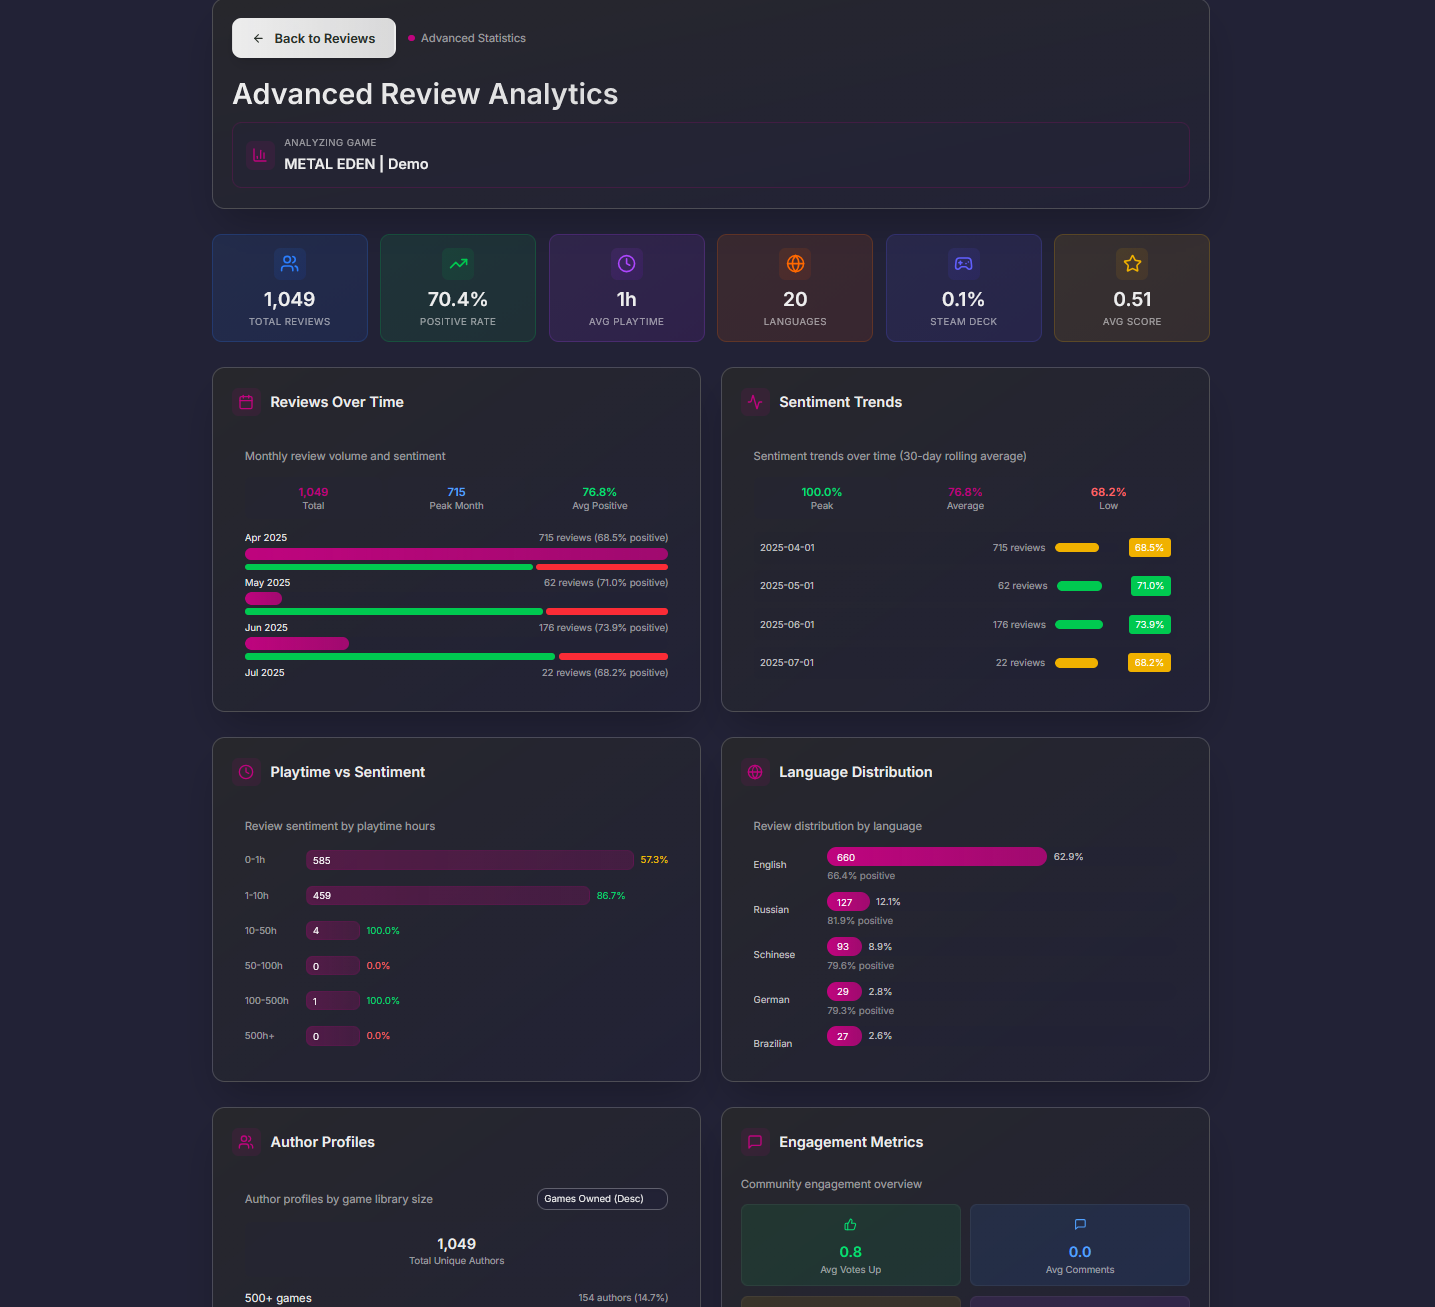 Back to Reviews
Advanced Statistics
Advanced Review Analytics
ANALYZING GAME
METAL EDEN | Demo
1,049
TOTAL REVIEWS
70.4%
POSITIVE RATE
1h
AVG PLAYTIME
20
LANGUAGES
0.1%
STEAM DECK
0.51
AVG SCORE
Reviews Over Time
Monthly review volume and sentiment
1,049 715 76.8%
Total Peak Month Avg Positive
Apr 2025 715 reviews (68.5% positive)
May 2025 62 reviews (71.0% positive)
Jun 2025 176 reviews (73.9% positive)
Jul 2025 22 reviews (68.2% positive)
Sentiment Trends
Sentiment trends over time (30-day rolling average)
100.0% 76.8% 68.2%
Peak Average Low
2025-04-01 715 reviews 68.5%
2025-05-01 62 reviews 71.0%
2025-06-01 176 reviews 73.9%
2025-07-01 22 reviews 68.2%
Playtime vs Sentiment
Review sentiment by playtime hours
0-1h 585 57.3%
1-10h 459 86.7%
10-50h 4 100.0%
50-100h 0 0.0%
100-500h 1 100.0%
500h+ 0 0.0%
Language Distribution
Review distribution by language
English 660 62.9%
66.4% positive
Russian 127 12.1%
81.9% positive
Schinese 93 8.9%
79.6% positive
German 29 2.8%
79.3% positive
Brazilian 27 2.6%
Author Profiles
Author profiles by game library size Games Owned (Desc)
1,049
Total Unique Authors
500+ games 154 authors (14.7%)
Engagement Metrics
Community engagement overview
0.8
Avg Votes Up
0.0
Avg Comments